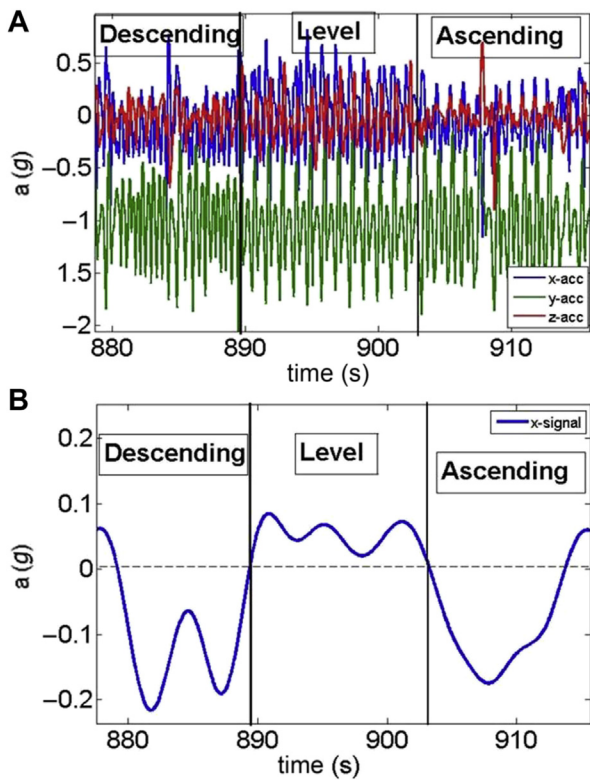 A
Descending
Level
Ascending
0.5
0
−0.5
−1
1.5
−2
a (g)
x-acc
y-acc
z-acc
880
890
900
910
time (s)
B
x-signal
Descending
Level
Ascending
0.2
0.1
0
−0.1
−0.2
a (g)
880
890
900
910
time (s)